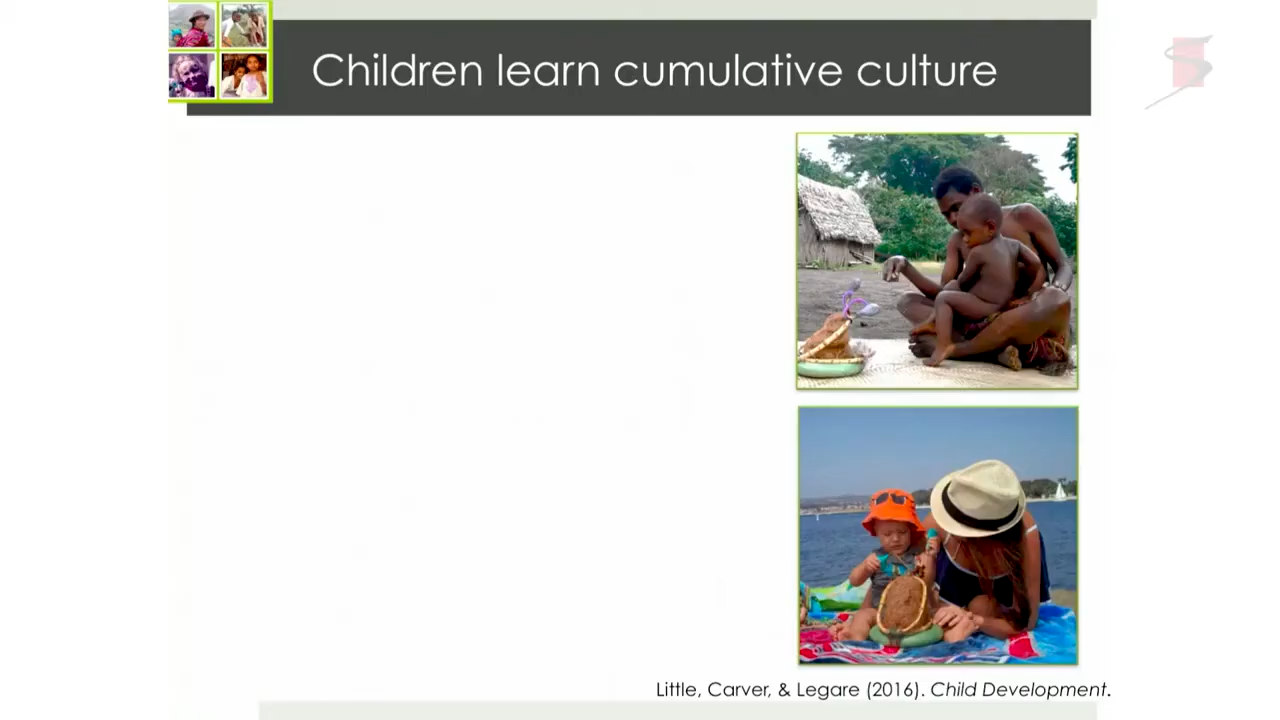 Children learn cumulative culture
Little, Carver, & Legare (2016). Child Development.